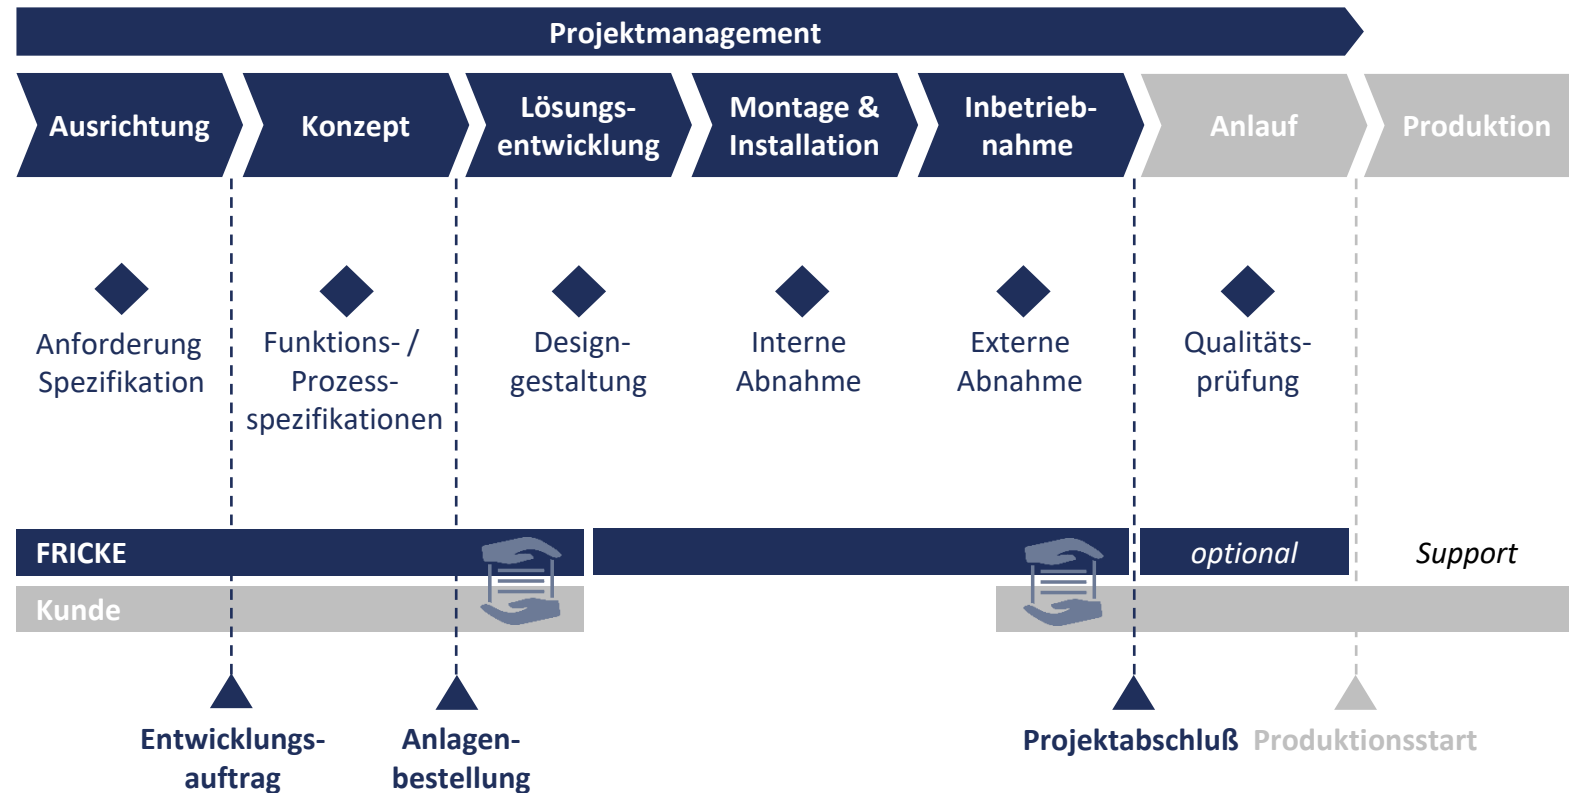 Projektmanagement
Ausrichtung
Konzept
Lösungs-
entwicklung
Montage &
Installation
Inbetrieb-
nahme
Anlauf
Produktion
Anforderung
Spezifikation
Funktions- /
Prozess-
spezifikationen
Design-
gestaltung
Interne
Abnahme
Externe
Abnahme
Qualitäts-
prüfung
FRICKE
optional
Support
Kunde
Entwicklungs-
auftrag
Anlagen-
bestellung
Projektabschluß
Produktionsstart